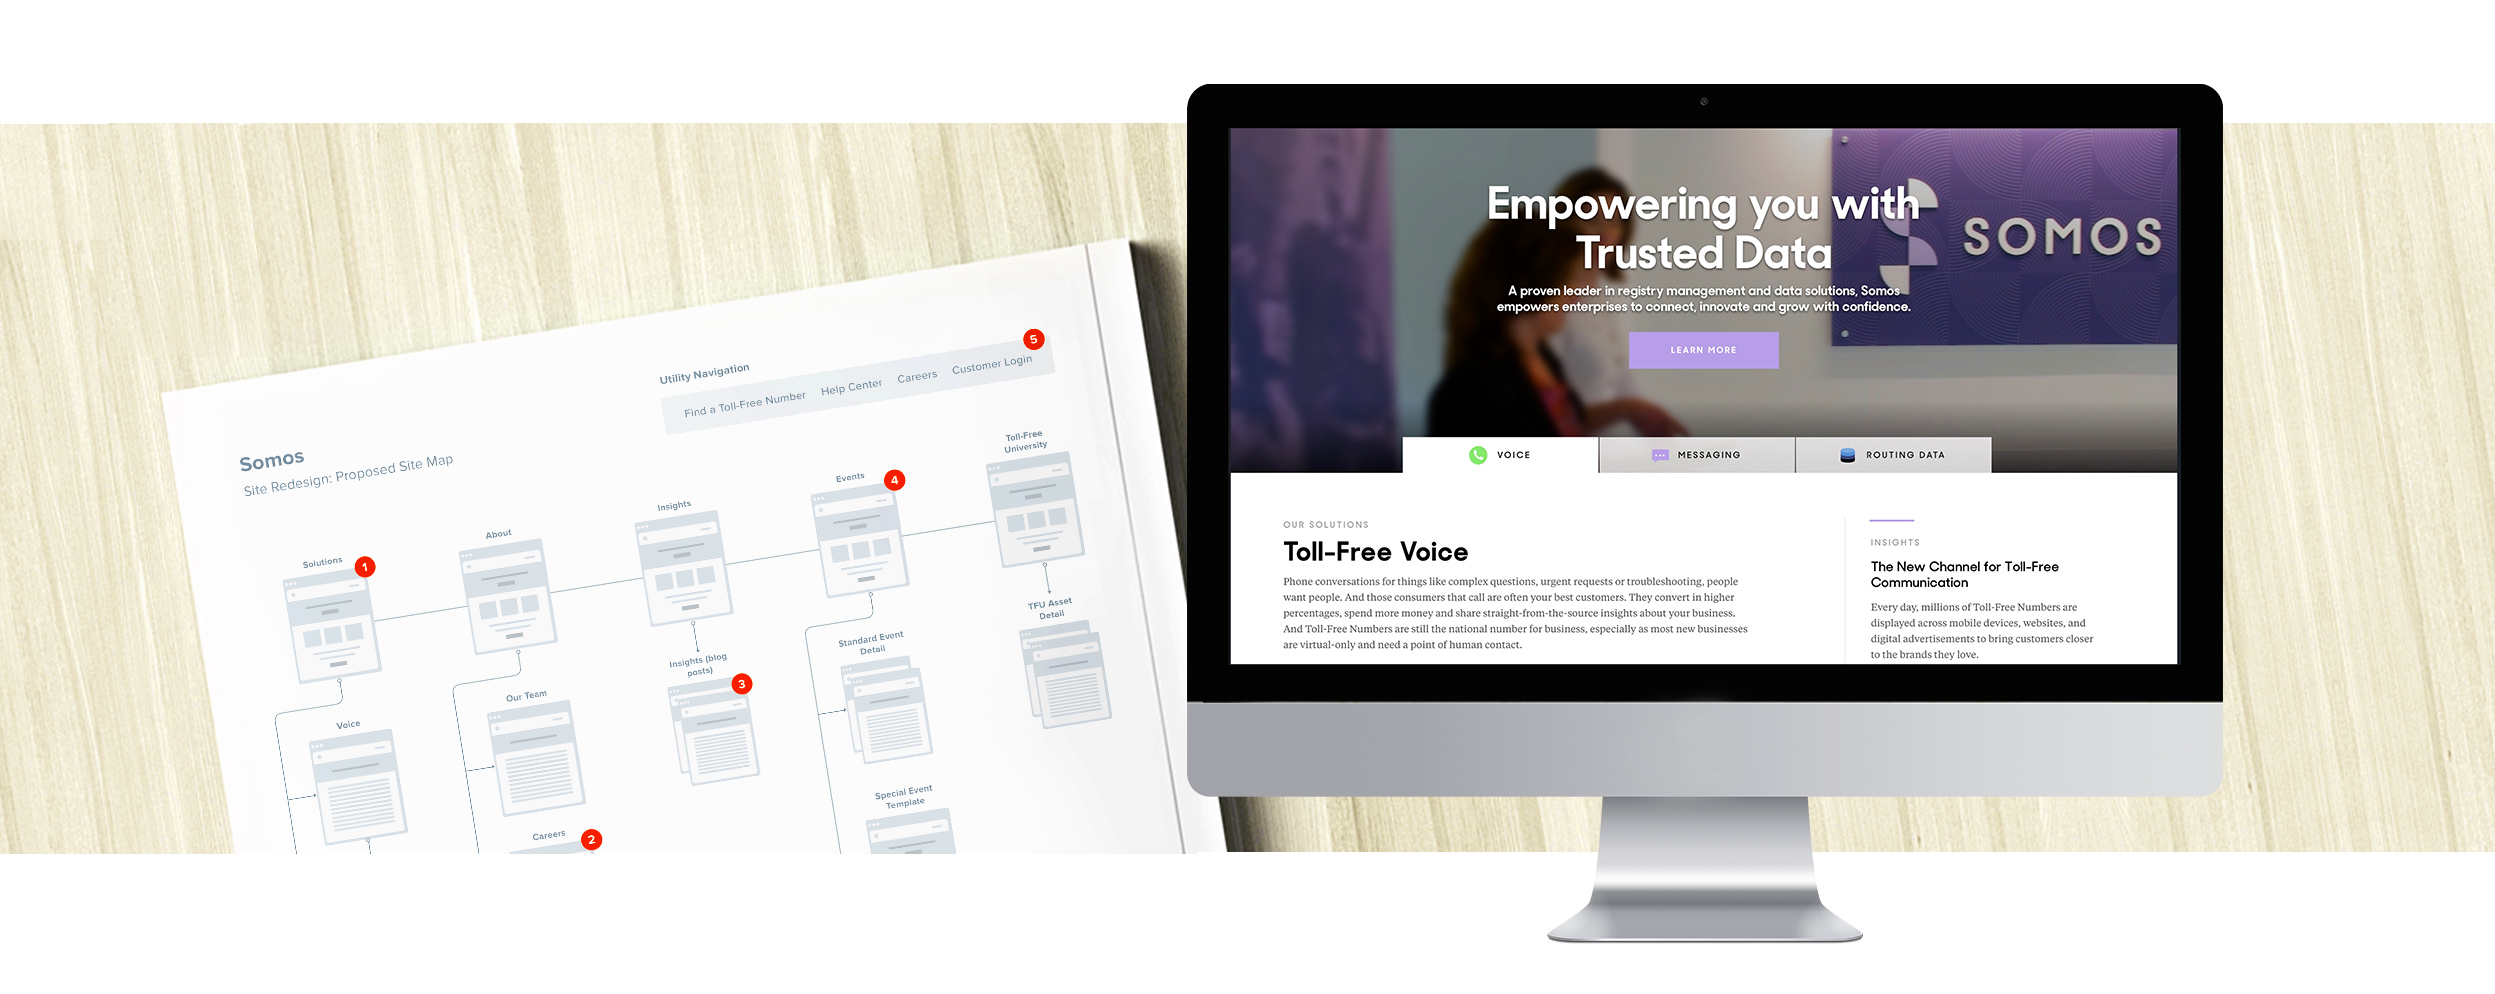 Somos
Site Redesign: Proposed Site Map
Utility Navigation
Find a Toll-Free Number
Help Center
Careers
Customer Login
5
Solutions
1
About
Insights
Events
4
Toll-Free
University
Voice
Our Team
Careers
2
Insights (blog
posts)
3
Standard Event
Detail
Special Event
Template
TFU Asset
Detail
Empowering you with
Trusted Data
A proven leader in registry management and data solutions, Somos
empowers enterprises to connect, innovate and grow with confidence.
LEARN MORE
SOMOS
VOICE
MESSAGING
ROUTING DATA
OUR SOLUTIONS
Toll-Free Voice
Phone conversations for things like complex questions, urgent requests or troubleshooting, people
want people. And those consumers that call are often your best customers. They convert in higher
percentages, spend more money and share straight-from-the-source insights about your business.
And Toll-Free Numbers are still the national number for business, especially as most new businesses
are virtual-only and need a point of human contact.
INSIGHTS
The New Channel for Toll-Free
Communication
Every day, millions of Toll-Free Numbers are
displayed across mobile devices, websites, and
digital advertisements to bring customers closer
to the brands they love.